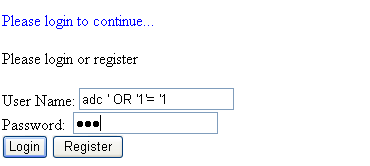 Please login to continue...
Please login or register
User Name: adc ' OR '1'= '1
Password: ●●●
Login Register